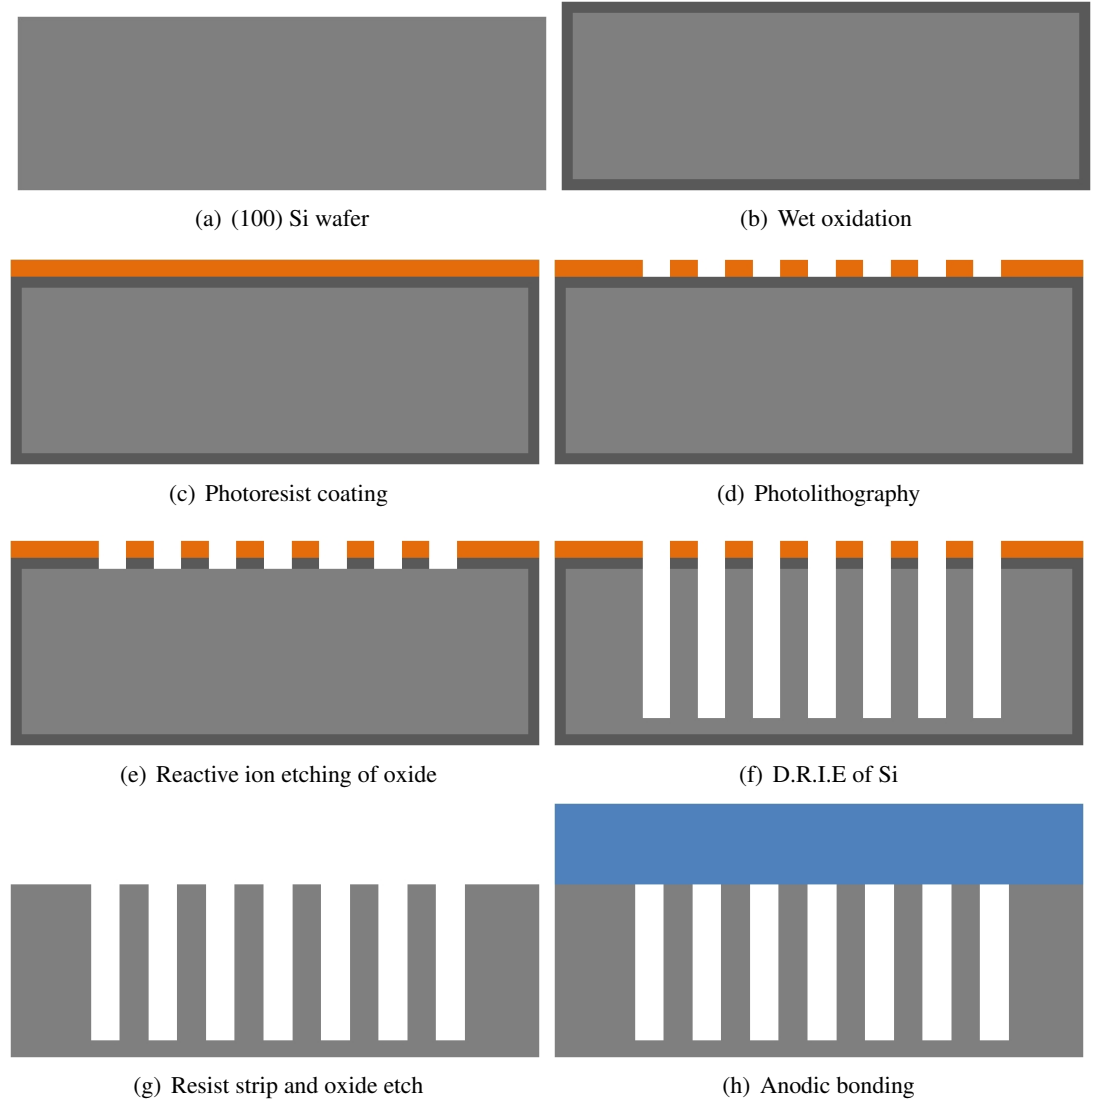 (a) (100) Si wafer
(b) Wet oxidation
(c) Photoresist coating
(d) Photolithography
(e) Reactive ion etching of oxide
(f) D.R.I.E of Si
(g) Resist strip and oxide etch
(h) Anodic bonding